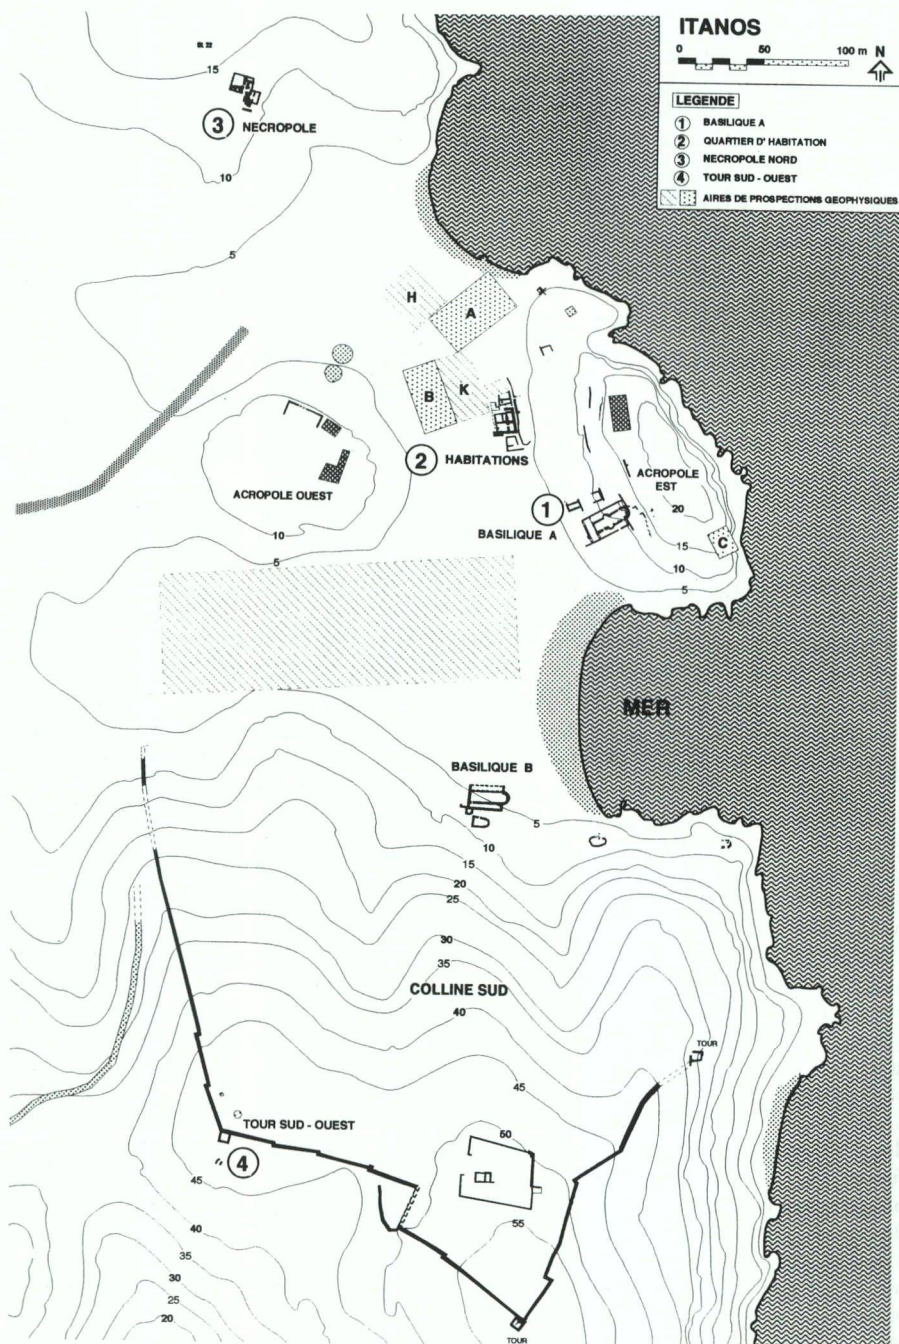 ITANOS
0 50 100 m N
LEGENDE
1 BASILIQUE A
2 QUARTIER D' HABITATION
3 NECROPOLE NORD
4 TOUR SUD - OUEST
AIRES DE PROSPECTIONS GEOPHYSIQUES
15
3 NECROPOLE
10
5
H
A
K
B
2 HABITATIONS
ACROPOLE OUEST
10
5
ACROPOLE
EST
20
1
BASILIQUE A
C
15
10
5
MER
BASILIQUE B
5
10
15
20
25
30
35
COLLINE SUD
40
TOUR
45
TOUR SUD - OUEST
50
4
45
55
40
35
30
25
20
TOUR